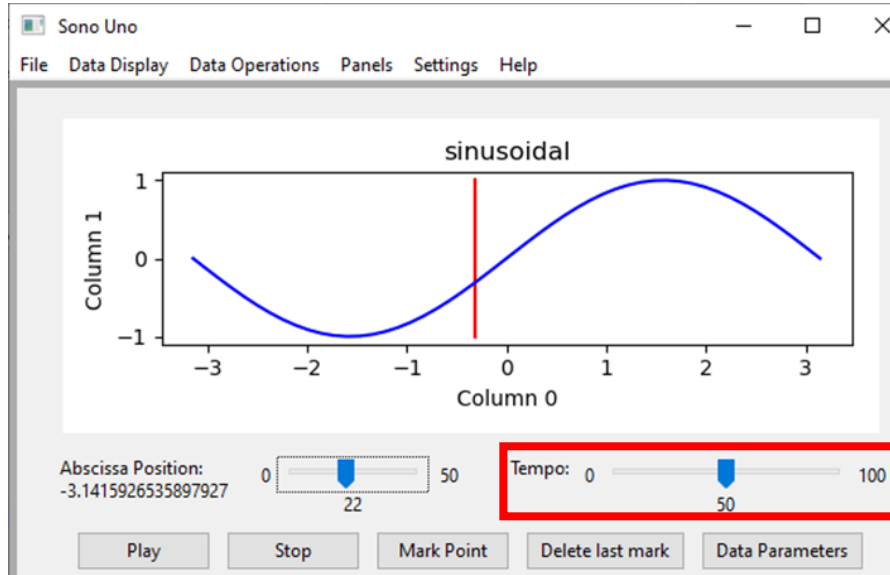 Sono Uno
File Data Display Data Operations Panels Settings Help
sinusoidal
1
0
−1
Column 1
−3 −2 −1 0 1 2 3
Column 0
Abscissa Position: 0 50 Tempo: 0 100
-3.1415926535897927 22 50
Play Stop Mark Point Delete last mark Data Parameters